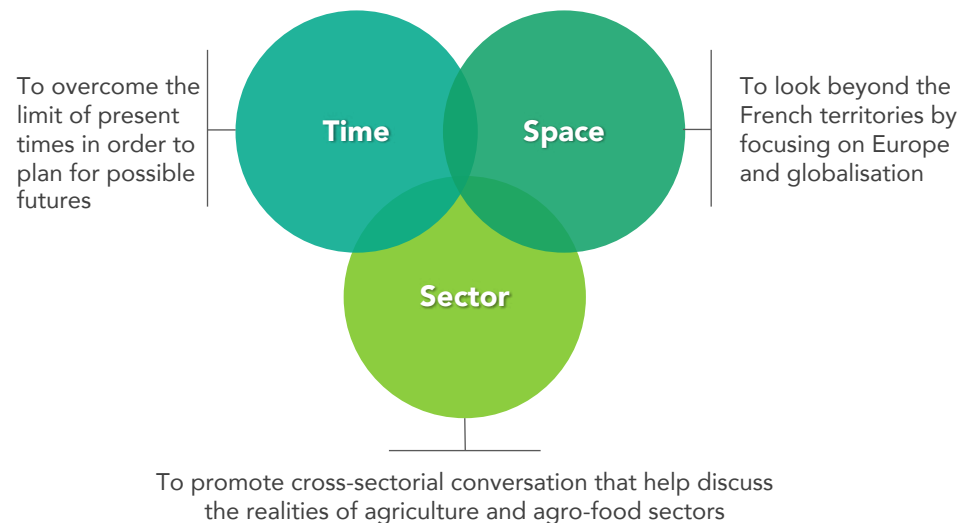 To overcome the
limit of present
times in order to
plan for possible
futures
Time
Space
To look beyond the
French territories by
focusing on Europe
and globalisation
Sector
To promote cross-sectorial conversation that help discuss
the realities of agriculture and agro-food sectors